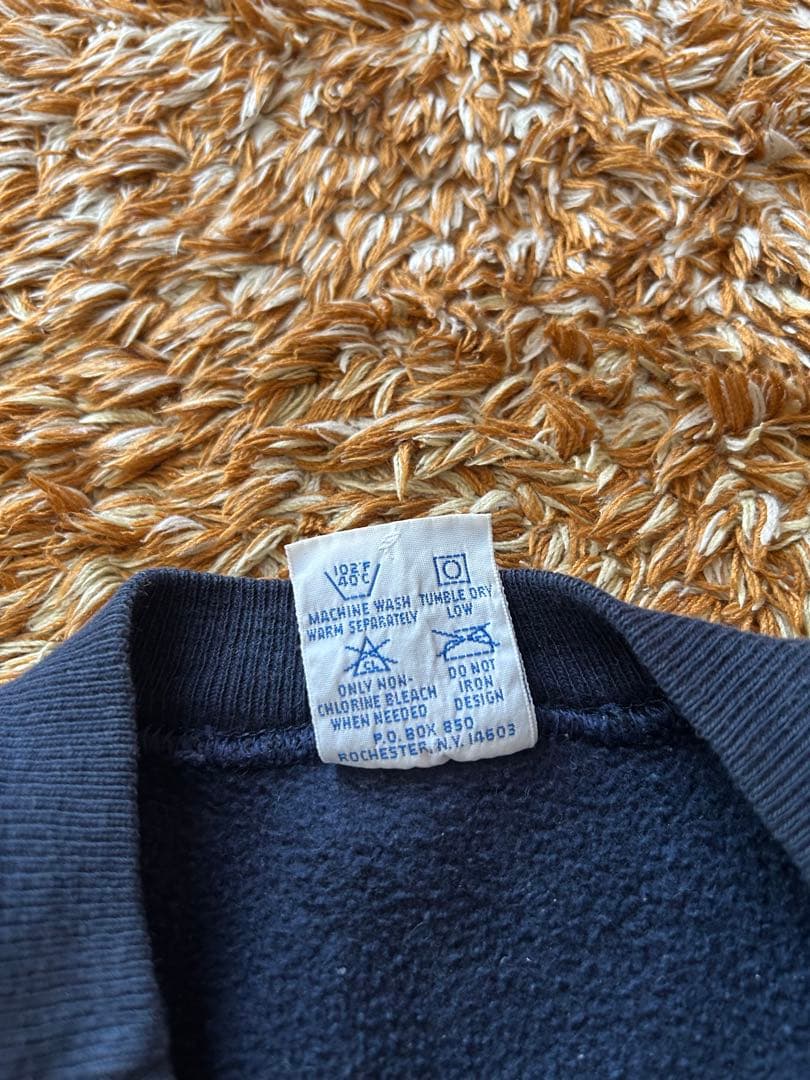 102°F
40°C
MACHINE WASH
WARM SEPARATELY
TUMBLE DRY
LOW
CL
ONLY NON-
CHLORINE BLEACH
WHEN NEEDED
DO NOT
IRON
DESIGN
P.O. BOX 850
ROCHESTER, N.Y. 14603